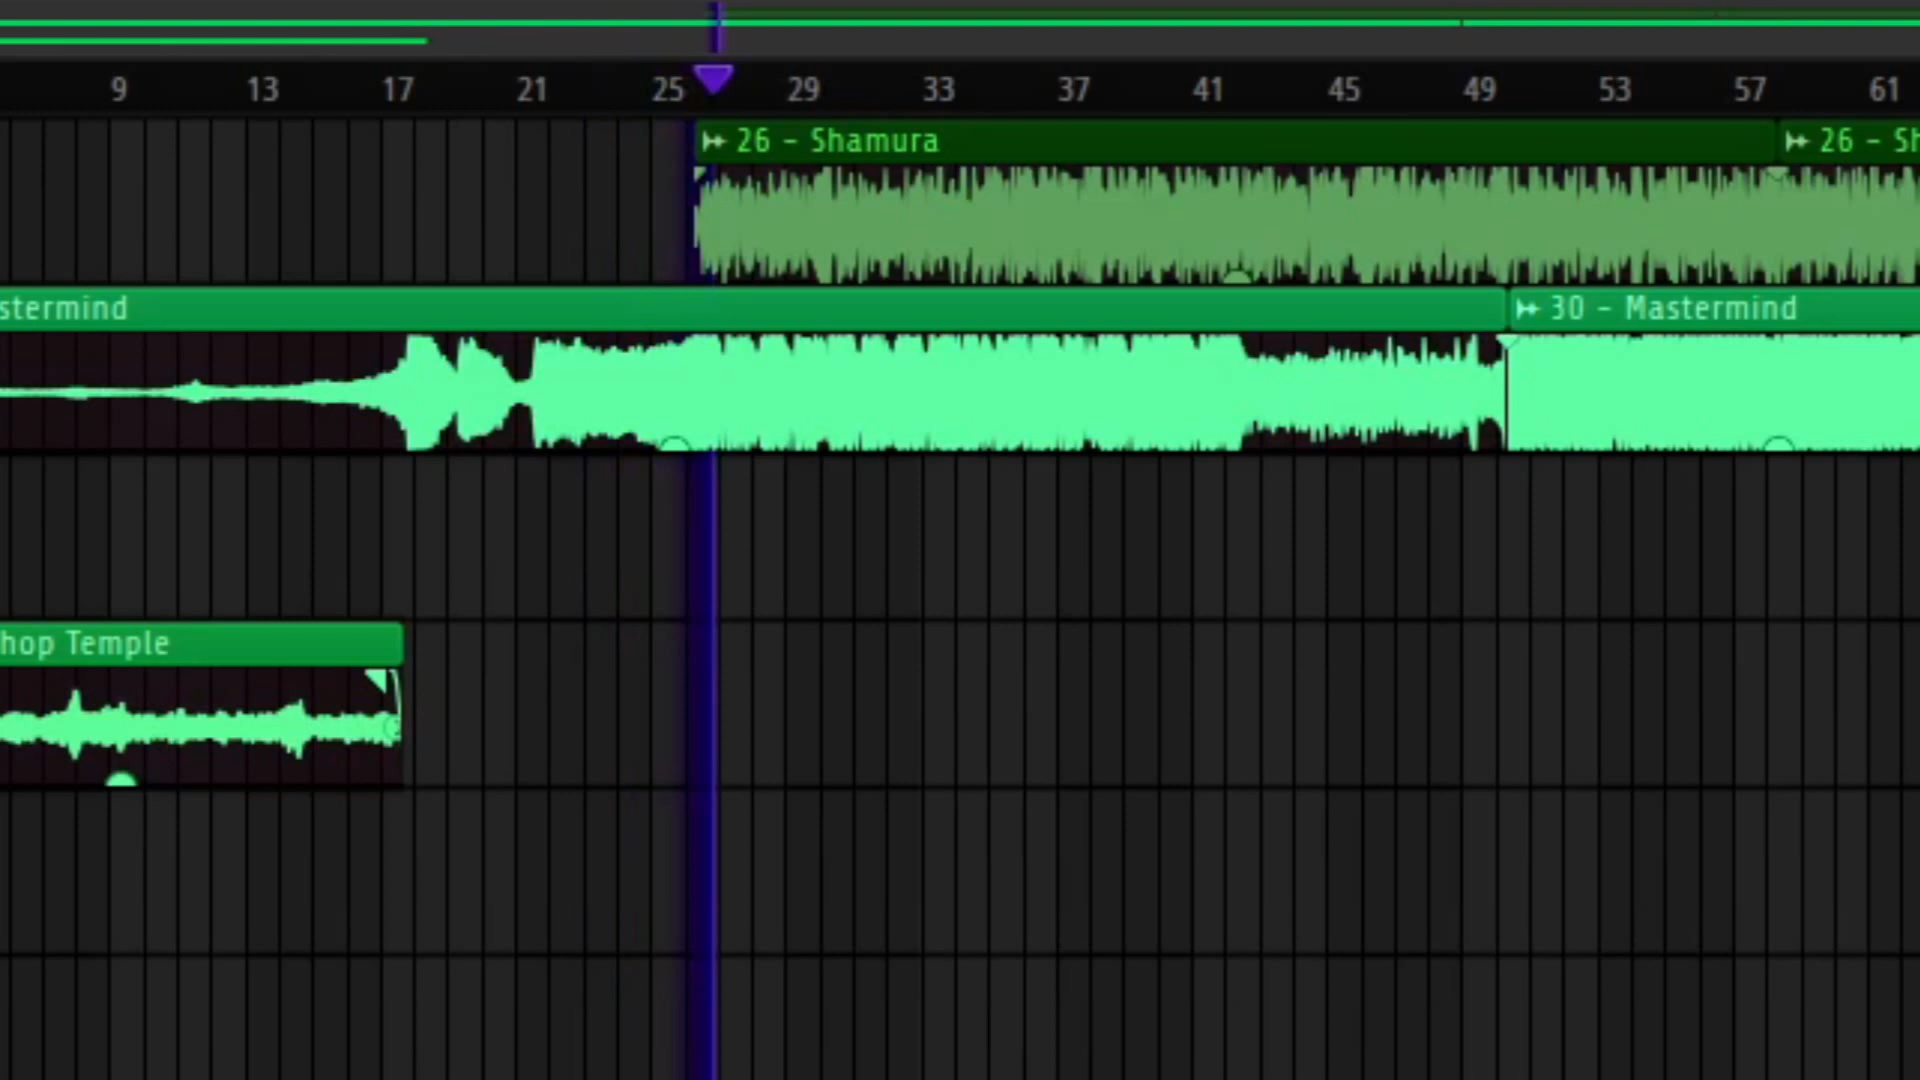 9 13 17 21 25 29 33 37 41 45 49 53 57 61
26 - Shamura 26 - Sh
stermind 30 - Mastermind
hop Temple